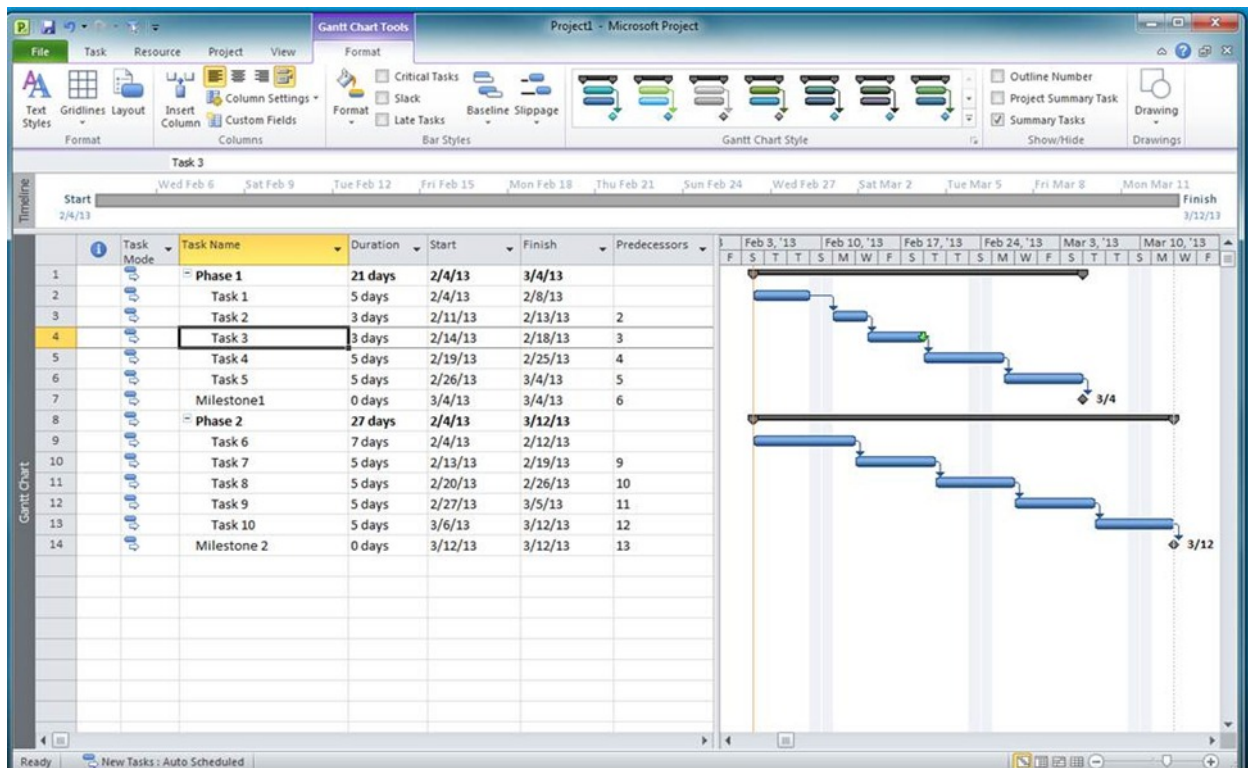 Gantt Chart Tools
Project1 - Microsoft Project
File Task Resource Project View Format
Text Styles
Gridlines
Layout
Format
Insert Column
Column Settings
Custom Fields
Columns
Format
Critical Tasks
Slack
Late Tasks
Baseline
Slippage
Bar Styles
Gantt Chart Style
Outline Number
Project Summary Task
Summary Tasks
Show/Hide
Drawing
Drawings
Task 3
Timeline
Wed Feb 6 Sat Feb 9 Tue Feb 12 Fri Feb 15 Mon Feb 18 Thu Feb 21 Sun Feb 24 Wed Feb 27 Sat Mar 2 Tue Mar 5 Fri Mar 8 Mon Mar 11
Start
2/4/13
Finish
3/12/13
Task Mode Task Name Duration Start Finish Predecessors
Feb 3, '13 Feb 10, '13 Feb 17, '13 Feb 24, '13 Mar 3, '13 Mar 10, '13
F S T T S M W F S T T S M W F S T T S M W F
1 Phase 1 21 days 2/4/13 3/4/13
2 Task 1 5 days 2/4/13 2/8/13
3 Task 2 3 days 2/11/13 2/13/13 2
4 Task 3 3 days 2/14/13 2/18/13 3
5 Task 4 5 days 2/19/13 2/25/13 4
6 Task 5 5 days 2/26/13 3/4/13 5
7 Milestone1 0 days 3/4/13 3/4/13 6
3/4
8 Phase 2 27 days 2/4/13 3/12/13
9 Task 6 7 days 2/4/13 2/12/13
10 Task 7 5 days 2/13/13 2/19/13 9
11 Task 8 5 days 2/20/13 2/26/13 10
12 Task 9 5 days 2/27/13 3/5/13 11
13 Task 10 5 days 3/6/13 3/12/13 12
14 Milestone 2 0 days 3/12/13 3/12/13 13
3/12
Gantt Chart
Ready New Tasks : Auto Scheduled